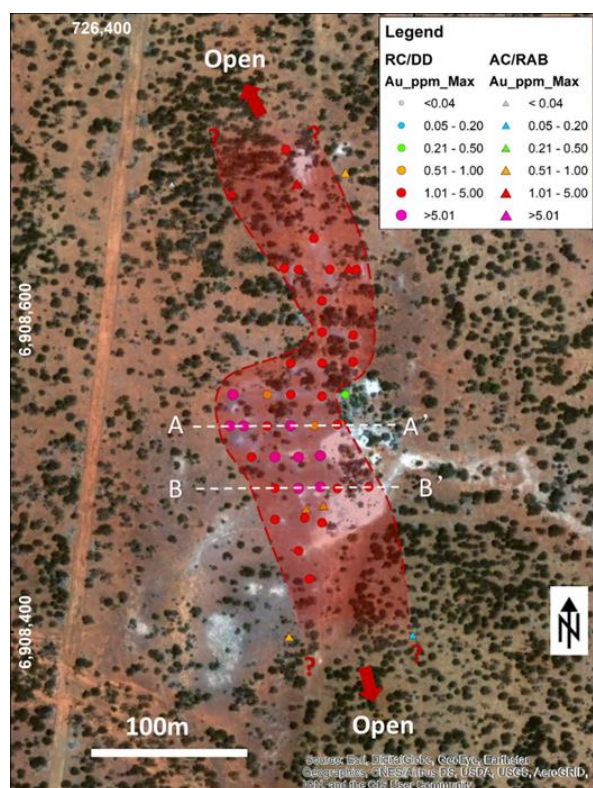 726,400
Open
Legend
RC/DD AC/RAB
Au_ppm_Max Au_ppm_Max
<0.04 < 0.04
0.05 - 0.20 0.05 - 0.20
0.21 - 0.50 0.21 - 0.50
0.51 - 1.00 0.51 - 1.00
1.01 - 5.00 1.01 - 5.00
>5.01 >5.01
? ?
6,908,600
A A'
B B'
6,908,400
N
? ?
100m
Open
Source: Esri, DigitalGlobe, GeoEye, Earthstar
Geographics, CNES/Airbus DS, USDA, USGS, AeroGRID,
IGN, and the GIS User Community